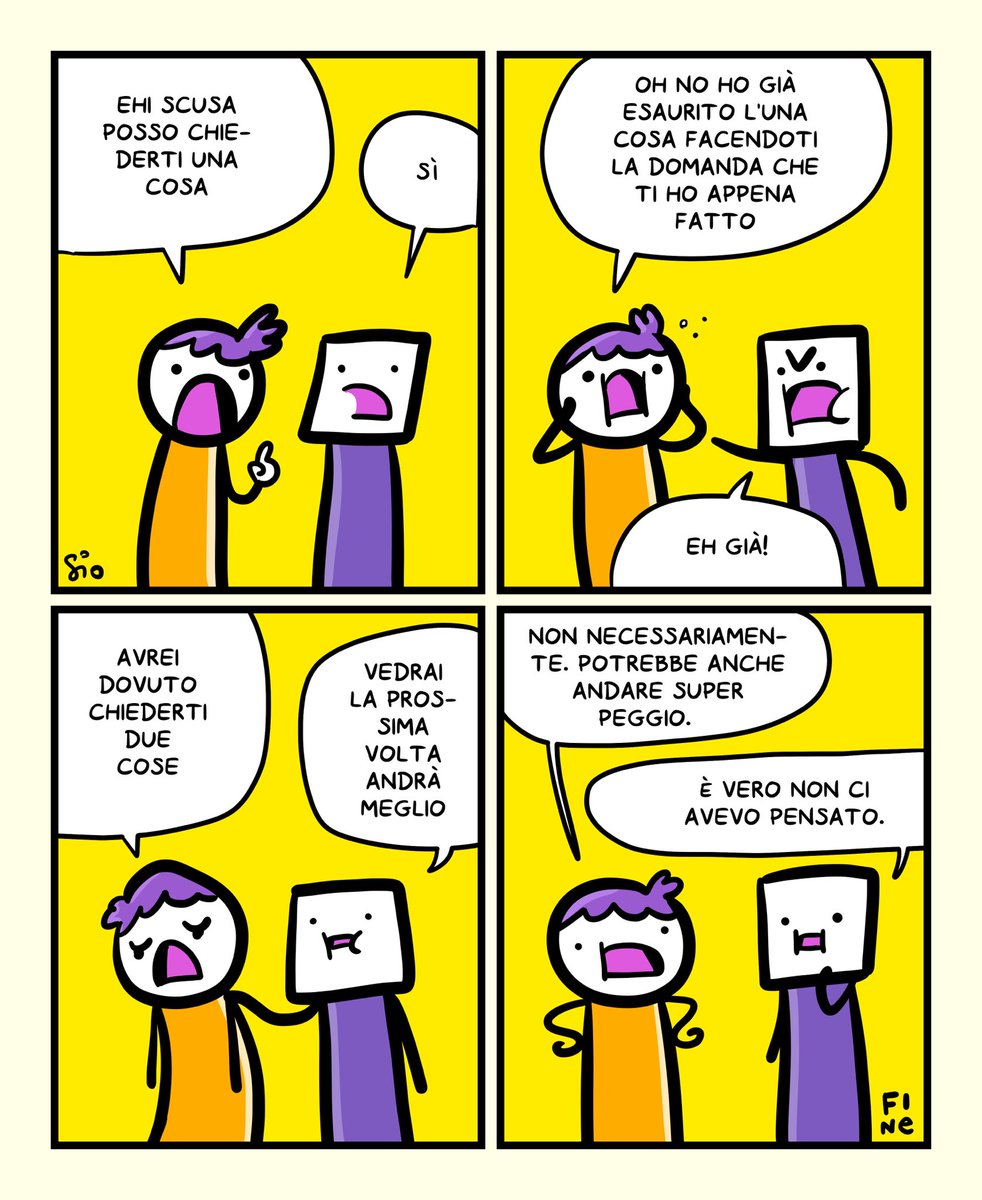 EHI SCUSA
POSSO CHIE-
DERTI UNA
COSA
SÌ
Sio
OH NO HO GIÀ
ESAURITO L'UNA
COSA FACENDOTI
LA DOMANDA CHE
TI HO APPENA
FATTO
EH GIÀ!
AVREI
DOVUTO
CHIEDERTI
DUE
COSE
VEDRAI
LA PROS-
SIMA
VOLTA
ANDRÀ
MEGLIO
NON NECESSARIAMEN-
TE. POTREBBE ANCHE
ANDARE SUPER
PEGGIO.
È VERO NON CI
AVEVO PENSATO.
FI
Ne